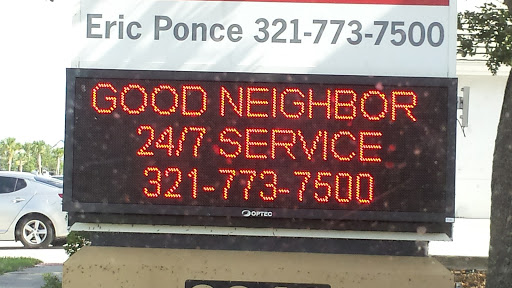 Eric Ponce 321-773-7500
GOOD NEIGHBOR
24/7 SERVICE
321-773-7500
OPTEC